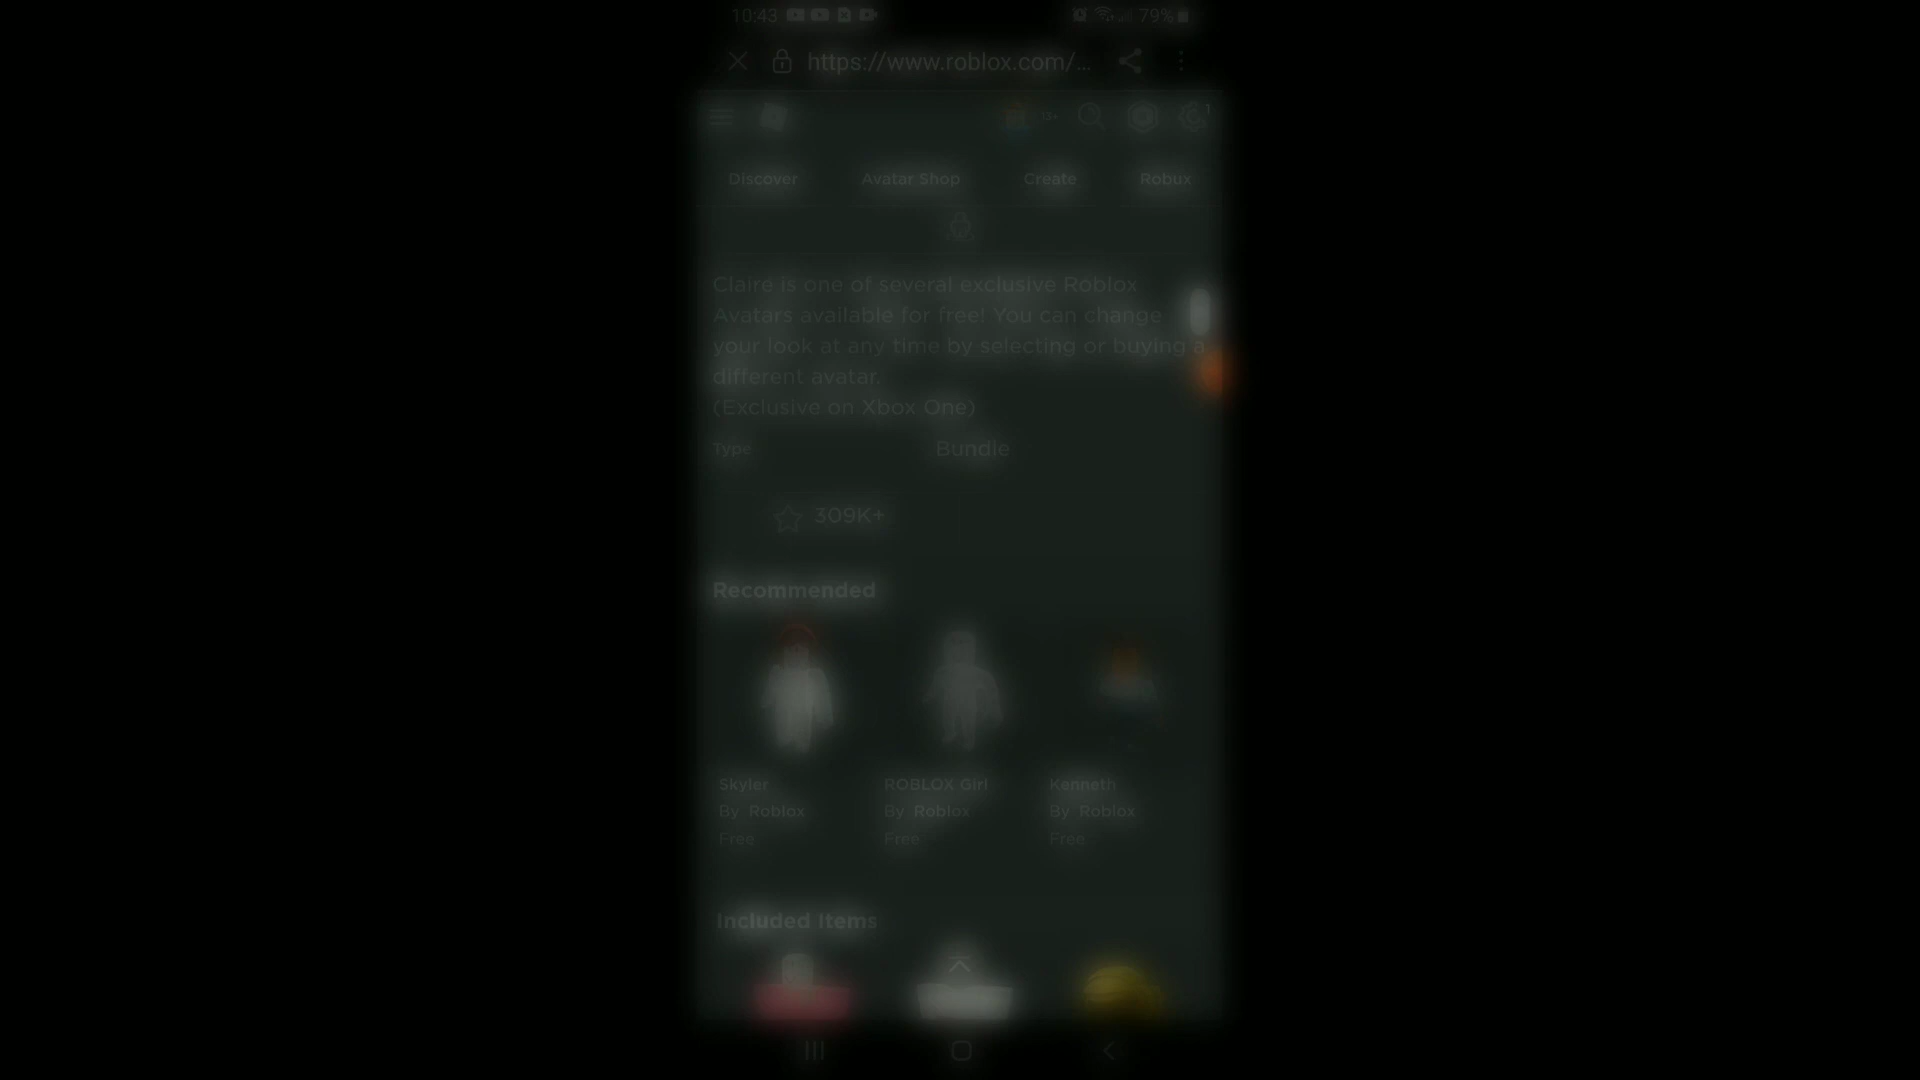 10:43 79%
https://www.roblox.com/...
13+ 1
Discover Avatar Shop Create Robux
Claire is one of several exclusive Roblox
Avatars available for free! You can change
your look at any time by selecting or buying a
different avatar.
(Exclusive on Xbox One)
Type Bundle
309K+
Recommended
Skyler ROBLOX Girl Kenneth
By Roblox By Roblox By Roblox
Free Free Free
Included Items